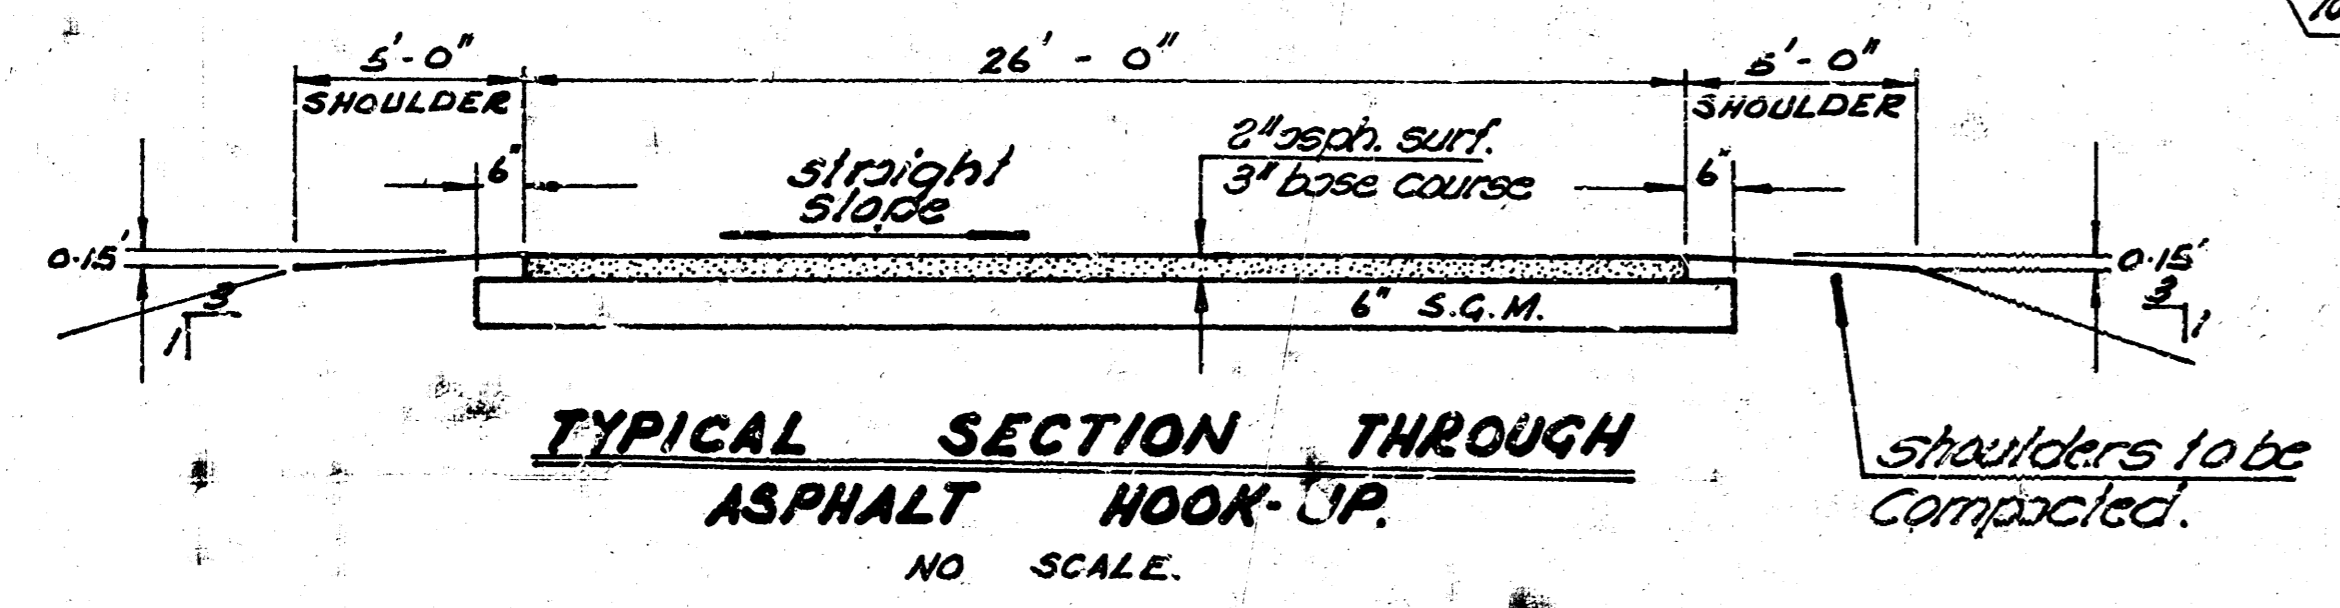 5'-0" 26' - 0" 5'-0"
SHOULDER SHOULDER
2" asph. surf.
3" base course
6" 6"
straight
slope
0.15' 0.15'
3 3
1 1
6" S.G.M.
TYPICAL SECTION THROUGH
ASPHALT HOOK-UP.
NO SCALE.
shoulders to be
compacted.